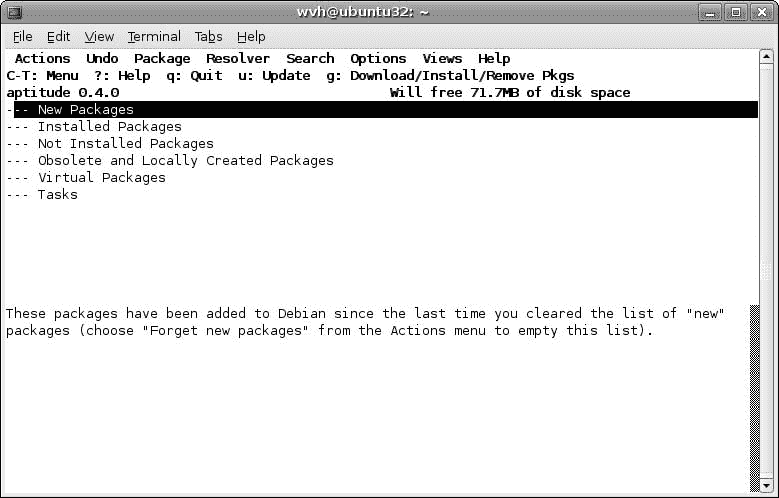 wvh@ubuntu32: ~
File Edit View Terminal Tabs Help
Actions Undo Package Resolver Search Options Views Help
C-T: Menu ?: Help q: Quit u: Update g: Download/Install/Remove Pkgs
aptitude 0.4.0 Will free 71.7MB of disk space
--- New Packages
--- Installed Packages
--- Not Installed Packages
--- Obsolete and Locally Created Packages
--- Virtual Packages
--- Tasks
These packages have been added to Debian since the last time you cleared the list of "new"
packages (choose "Forget new packages" from the Actions menu to empty this list).